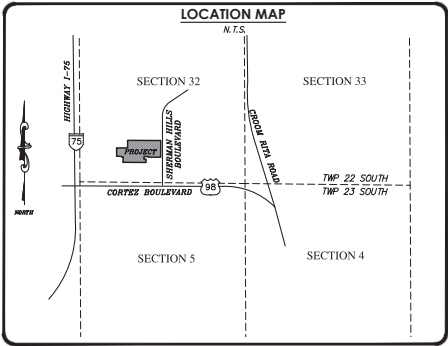 LOCATION MAP
N.T.S.
SECTION 32
SECTION 33
HIGHWAY I-75
SHERMAN HILLS
BOULEVARD
CROOM RITA ROAD
75
PROJECT
TWP 22 SOUTH
CORTEZ BOULEVARD
98
TWP 23 SOUTH
NORTH
SECTION 5
SECTION 4